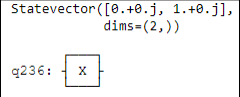 Statevector([0.+0.j, 1.+0.j],
dims=(2,))
q236: ┤ X ├